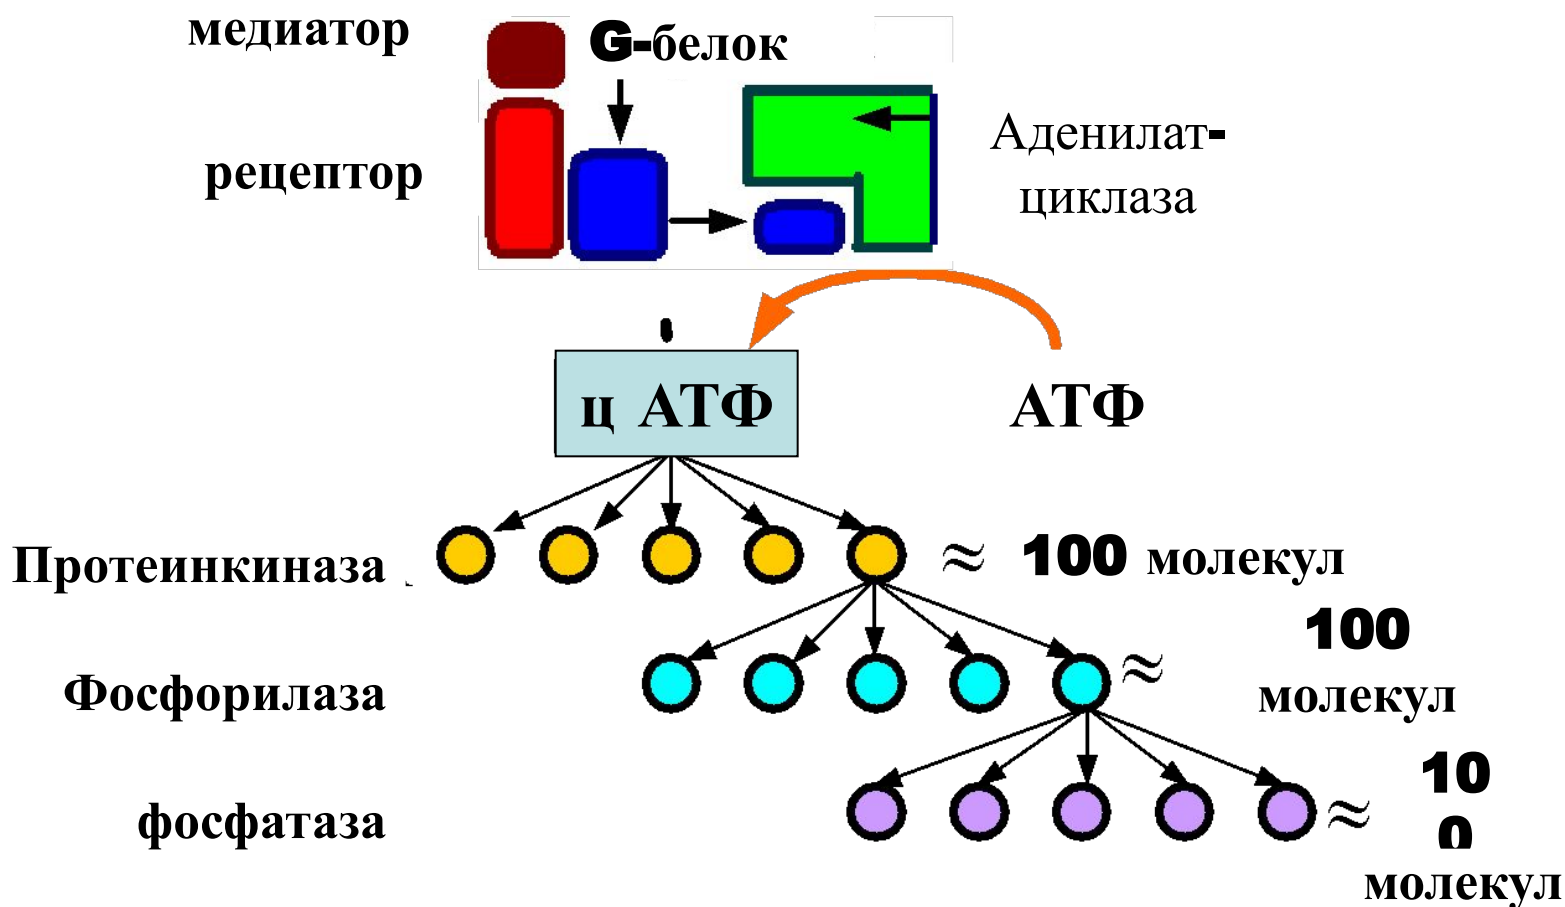 медиатор
G-белок
рецептор
Аденилат-
циклаза
ц АТФ
АТФ
Протеинкиназа
≈ 100 молекул
Фосфорилаза
≈ 100
молекул
фосфатаза
≈ 10
0
молекул